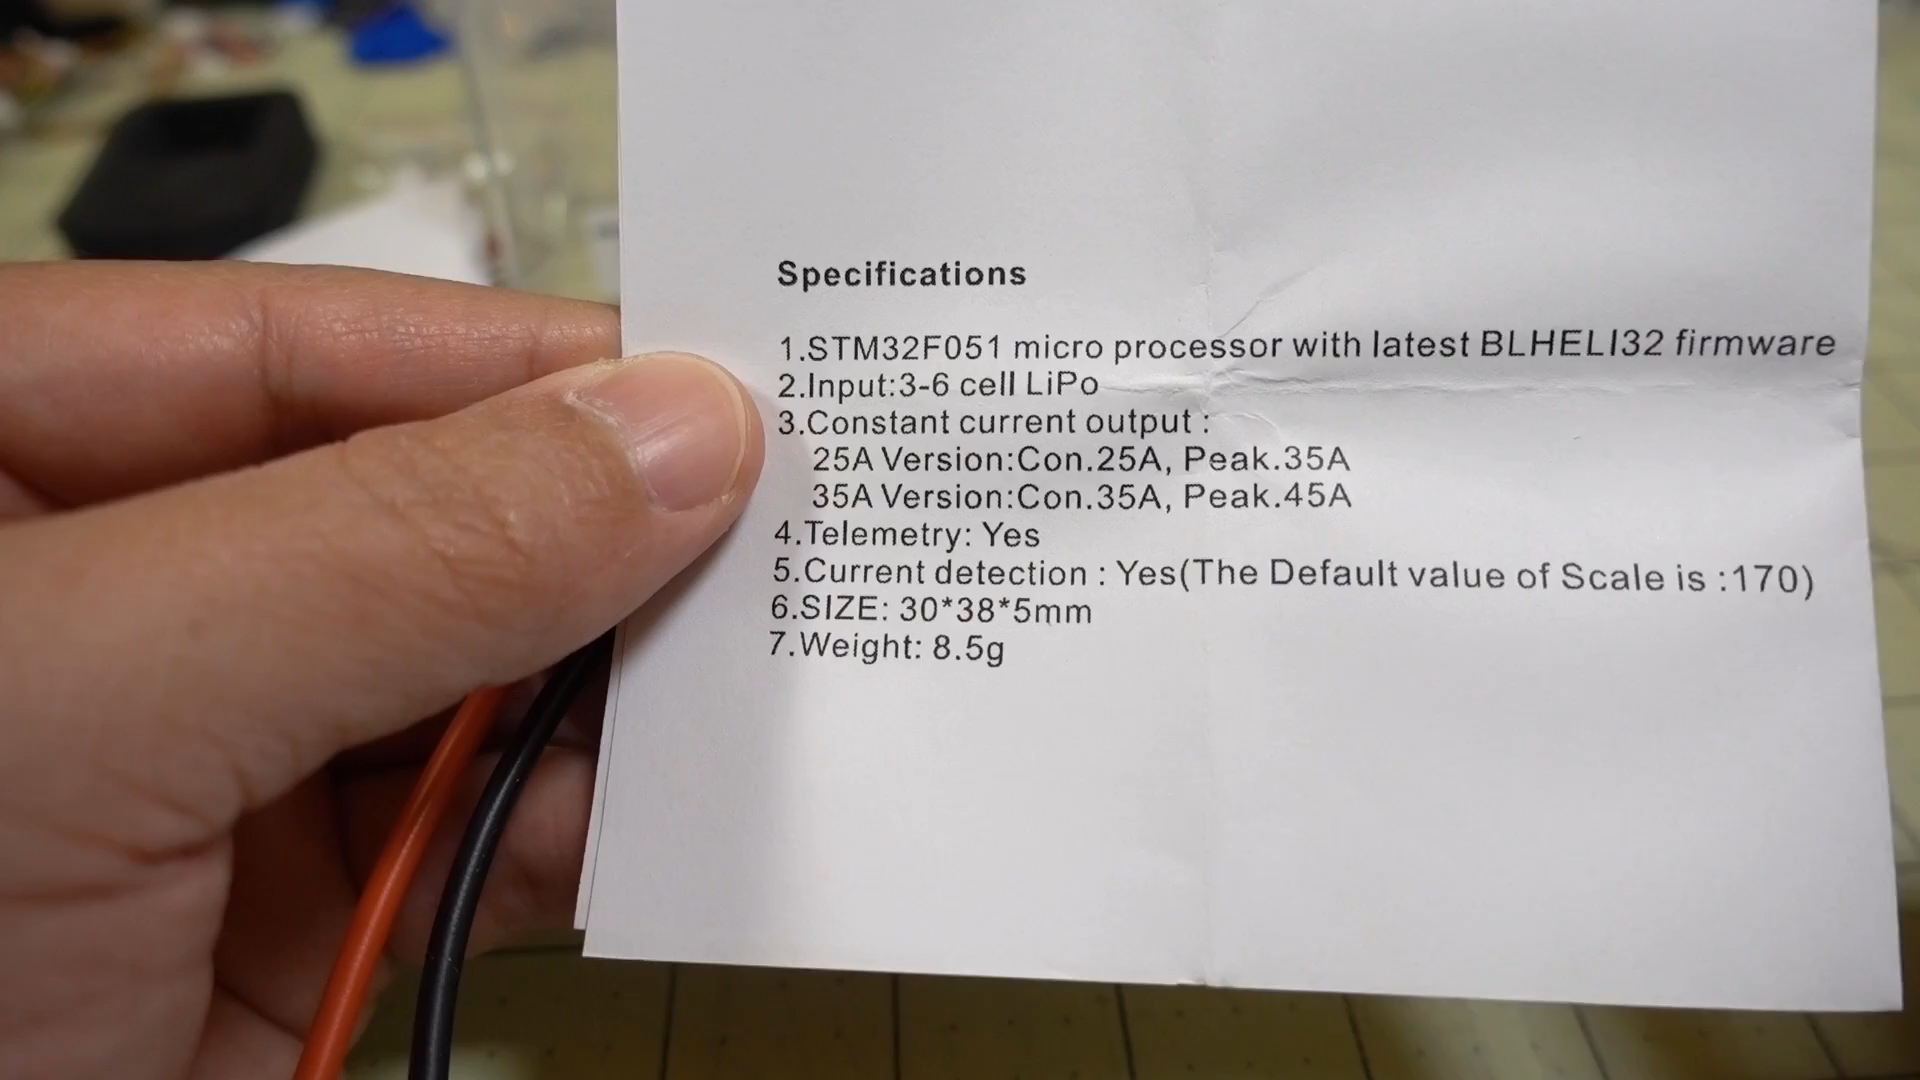 Specifications
1.STM32F051 micro processor with latest BLHELI32 firmware
2.Input:3-6 cell LiPo
3.Constant current output :
25A Version:Con.25A, Peak.35A
35A Version:Con.35A, Peak.45A
4.Telemetry: Yes
5.Current detection : Yes(The Default value of Scale is :170)
6.SIZE: 30*38*5mm
7.Weight: 8.5g